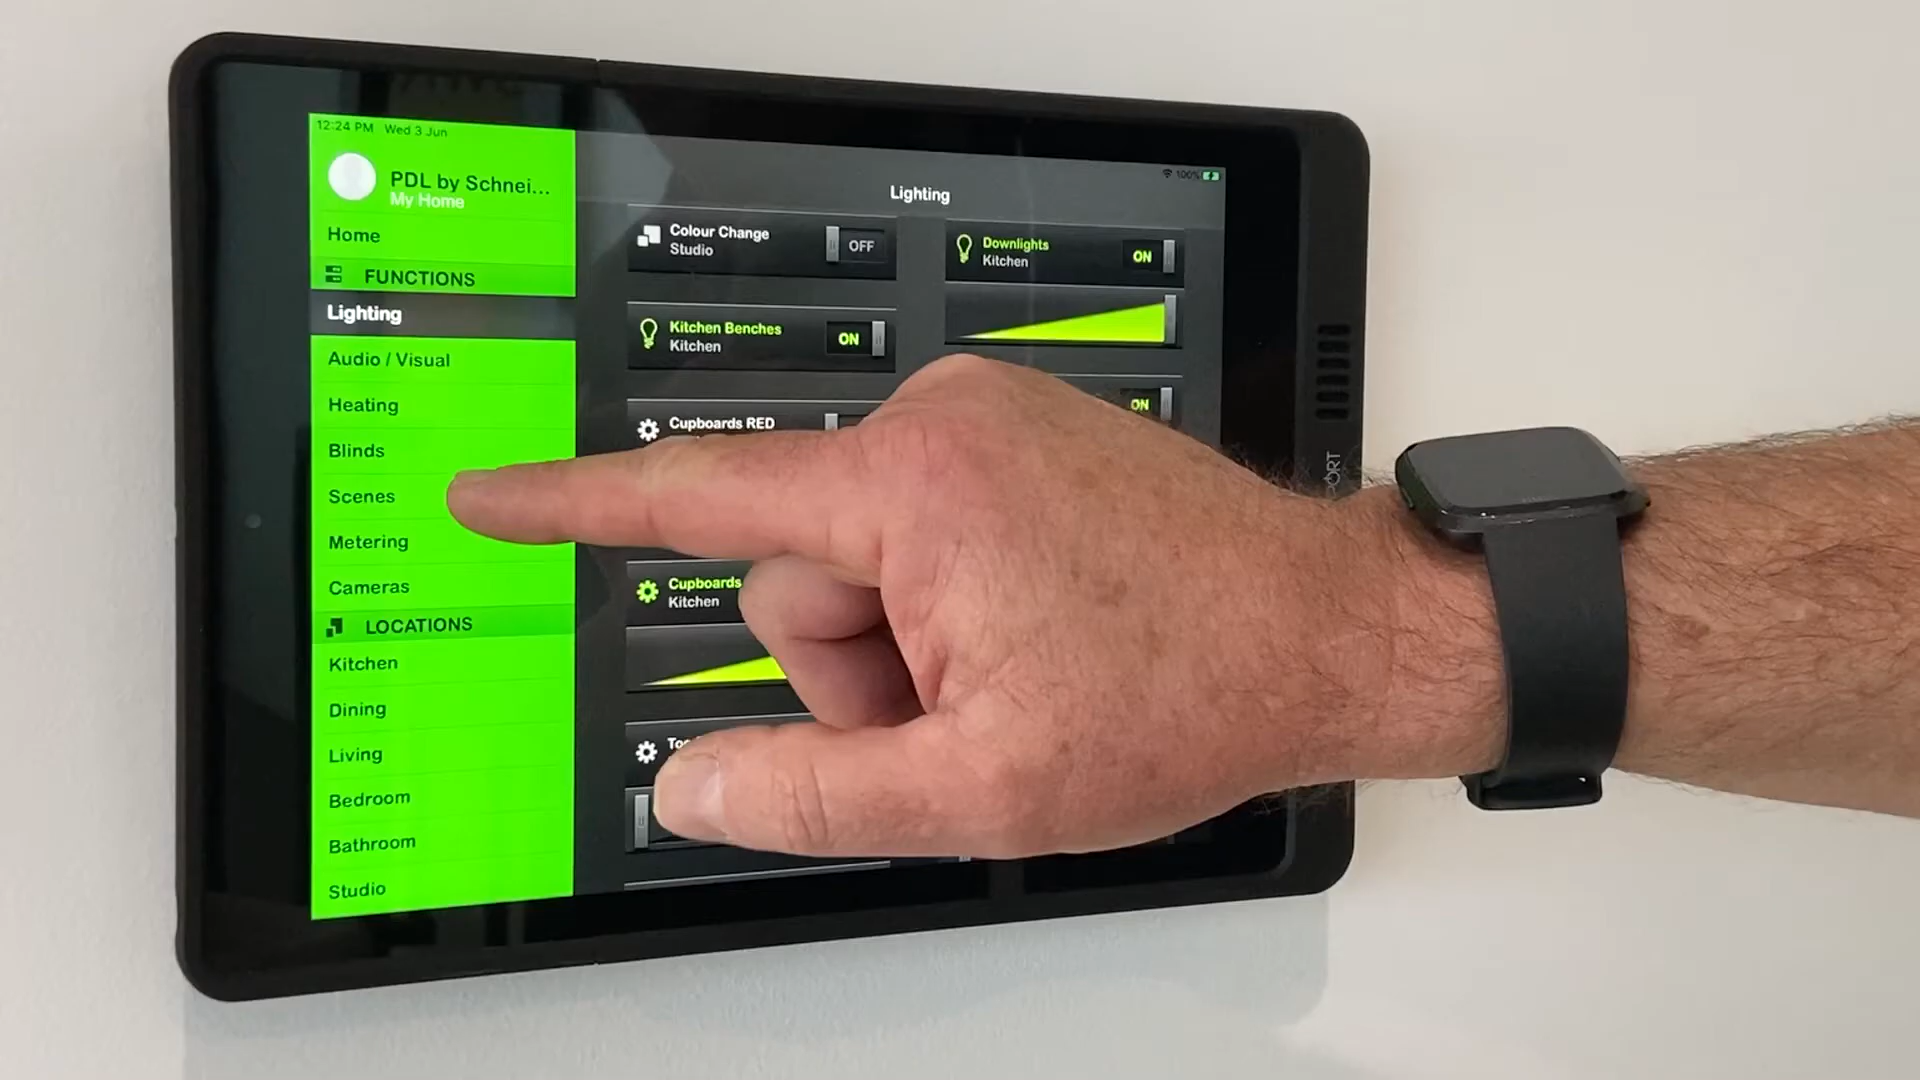 12:24 PM Wed 3 Jun
PDL by Schnei...
My Home
Home
FUNCTIONS
Lighting
Audio / Visual
Heating
Blinds
Scenes
Metering
Cameras
LOCATIONS
Kitchen
Dining
Living
Bedroom
Bathroom
Studio
100%
Lighting
Colour Change
Studio
OFF
Downlights
Kitchen
ON
Kitchen Benches
Kitchen
ON
Cupboards RED
ON
Cupboards
Kitchen
PORT